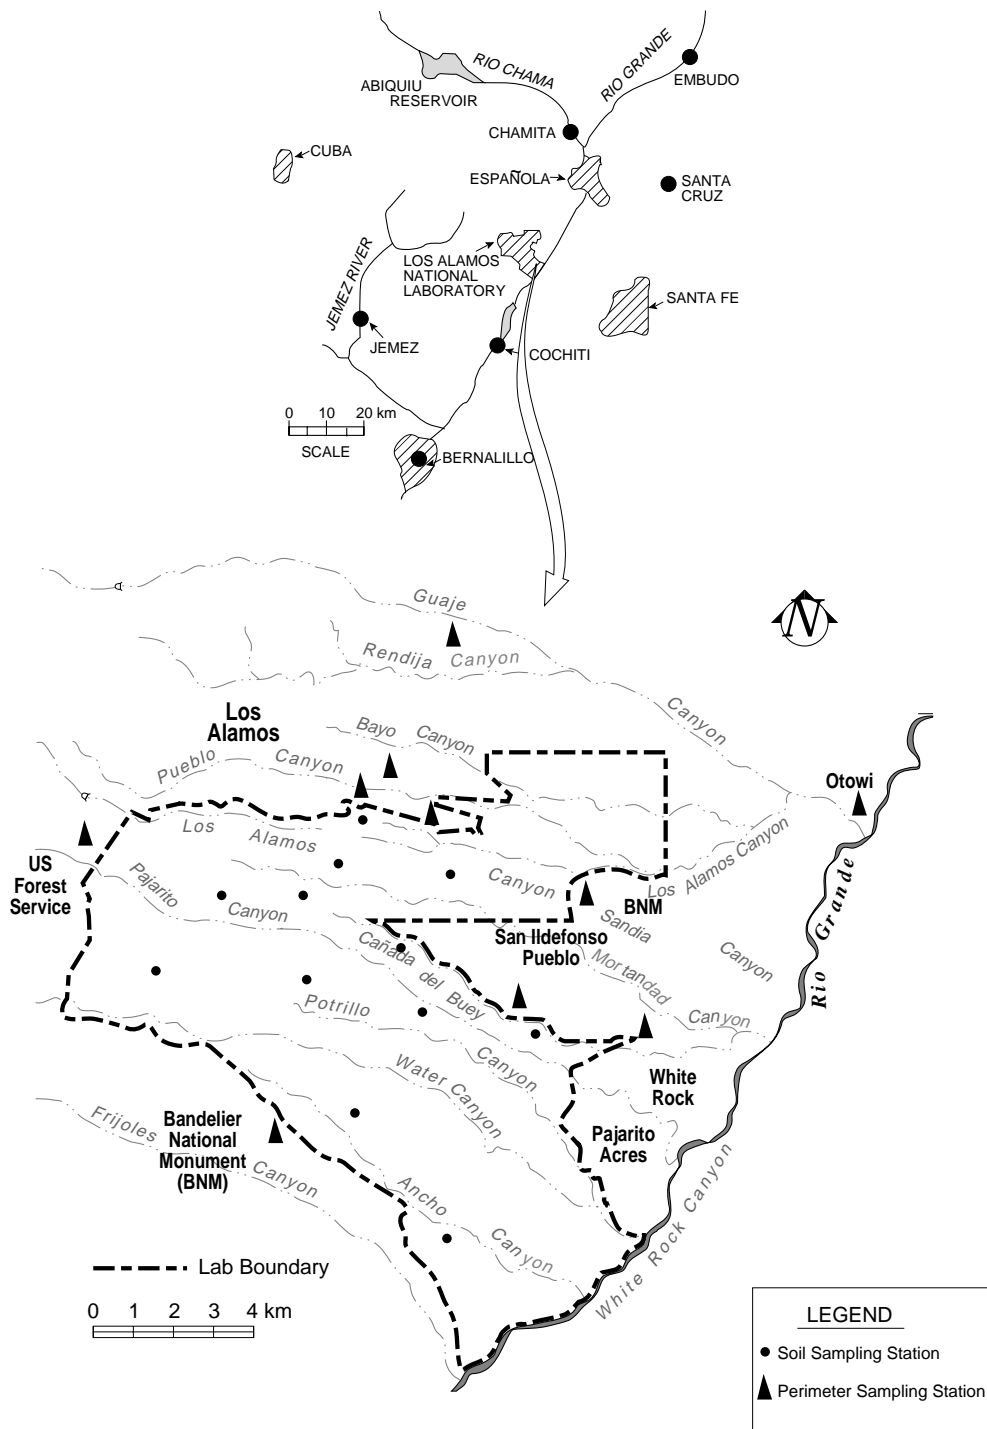 RIO CHAMA
RIO GRANDE
EMBUDO
ABIQUIU
RESERVOIR
CHAMITA
CUBA
ESPAÑOLA
SANTA
CRUZ
JEMEZ RIVER
LOS ALAMOS
NATIONAL
LABORATORY
SANTA FE
JEMEZ
COCHITI
0 10 20 km
SCALE
BERNALILLO
Guaje
Canyon
N
Rendija Canyon
Los
Alamos
Bayo Canyon
Pueblo Canyon
Otowi
Los Alamos Canyon
Los Alamos Canyon
US
Forest
Service
Pajarito Canyon
BNM
Sandia Canyon
San Ildefonso
Pueblo
Rio Grande
Cañada del Buey
Mortandad Canyon
Potrillo Canyon
Water Canyon
White
Rock
Frijoles Canyon
Bandelier
National
Monument
(BNM)
Pajarito
Acres
Ancho Canyon
White Rock Canyon
Lab Boundary
0 1 2 3 4 km
LEGEND
Soil Sampling Station
Perimeter Sampling Station